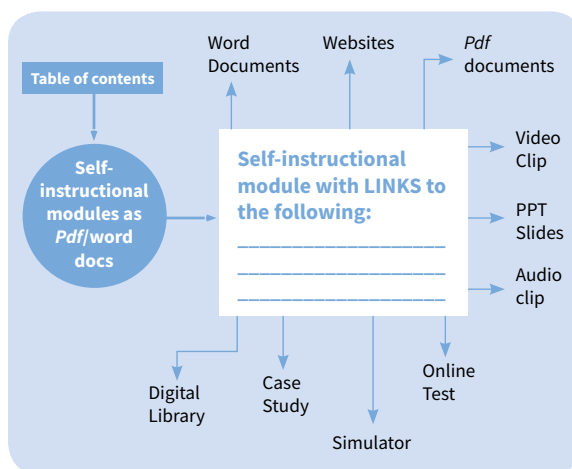 Word
Documents
Websites
Pdf
documents
Table of contents
Self-
instructional
modules as
Pdf/word
docs
Self-instructional
module with LINKS to
the following:
Video
Clip
PPT
Slides
Audio
clip
Digital
Library
Case
Study
Simulator
Online
Test